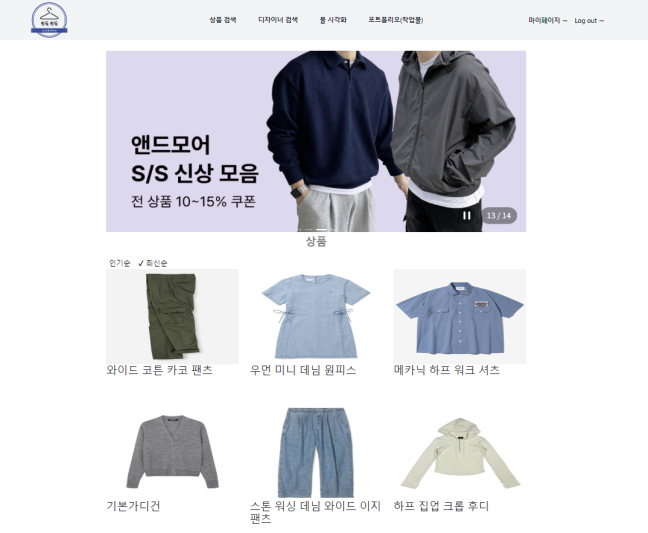 상품 검색
디자이너 검색
룸 시각화
포트폴리오(작업물)
마이페이지
Log out
앤드모어
S/S 신상 모음
전 상품 10~15% 쿠폰
13 / 14
상품
인기순 ✓ 최신순
와이드 코튼 카코 팬츠
우먼 미니 데님 원피스
메카닉 하프 워크 셔츠
기본가디건
스톤 워싱 데님 와이드 이지
팬츠
하프 집업 크롭 후디